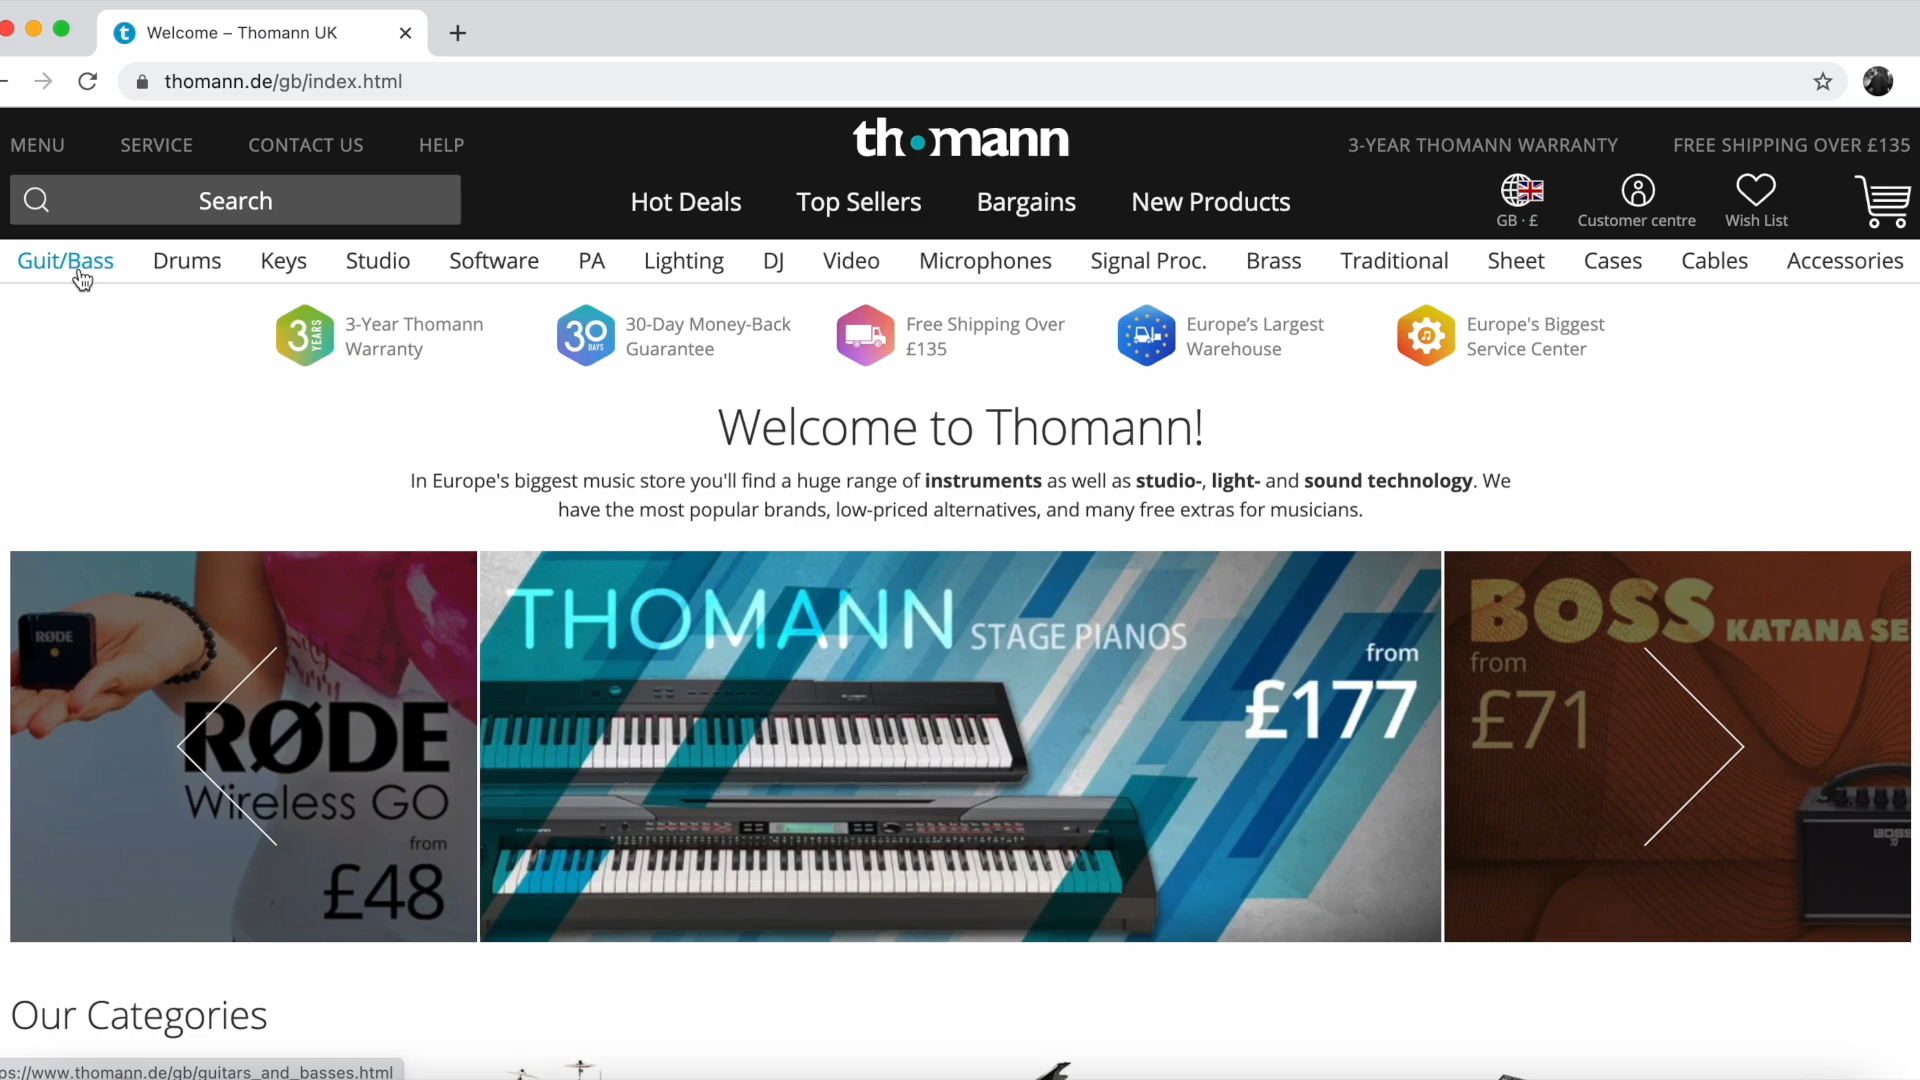 Welcome – Thomann UK
thomann.de/gb/index.html
MENU SERVICE CONTACT US HELP
thomann
3-YEAR THOMANN WARRANTY FREE SHIPPING OVER £135
Search
Hot Deals Top Sellers Bargains New Products
GB · £ Customer centre Wish List
Guit/Bass Drums Keys Studio Software PA Lighting DJ Video Microphones Signal Proc. Brass Traditional Sheet Cases Cables Accessories
3 YEARS
3-Year Thomann
Warranty
30 DAYS
30-Day Money-Back
Guarantee
Free Shipping Over
£135
Europe’s Largest
Warehouse
Europe's Biggest
Service Center
Welcome to Thomann!
In Europe's biggest music store you'll find a huge range of instruments as well as studio-, light- and sound technology. We
have the most popular brands, low-priced alternatives, and many free extras for musicians.
RØDE
RØDE
Wireless GO
from
£48
THOMANN STAGE PIANOS
from
£177
BOSS KATANA SE
from
£71
BOSS
Our Categories
ps://www.thomann.de/gb/guitars_and_basses.html